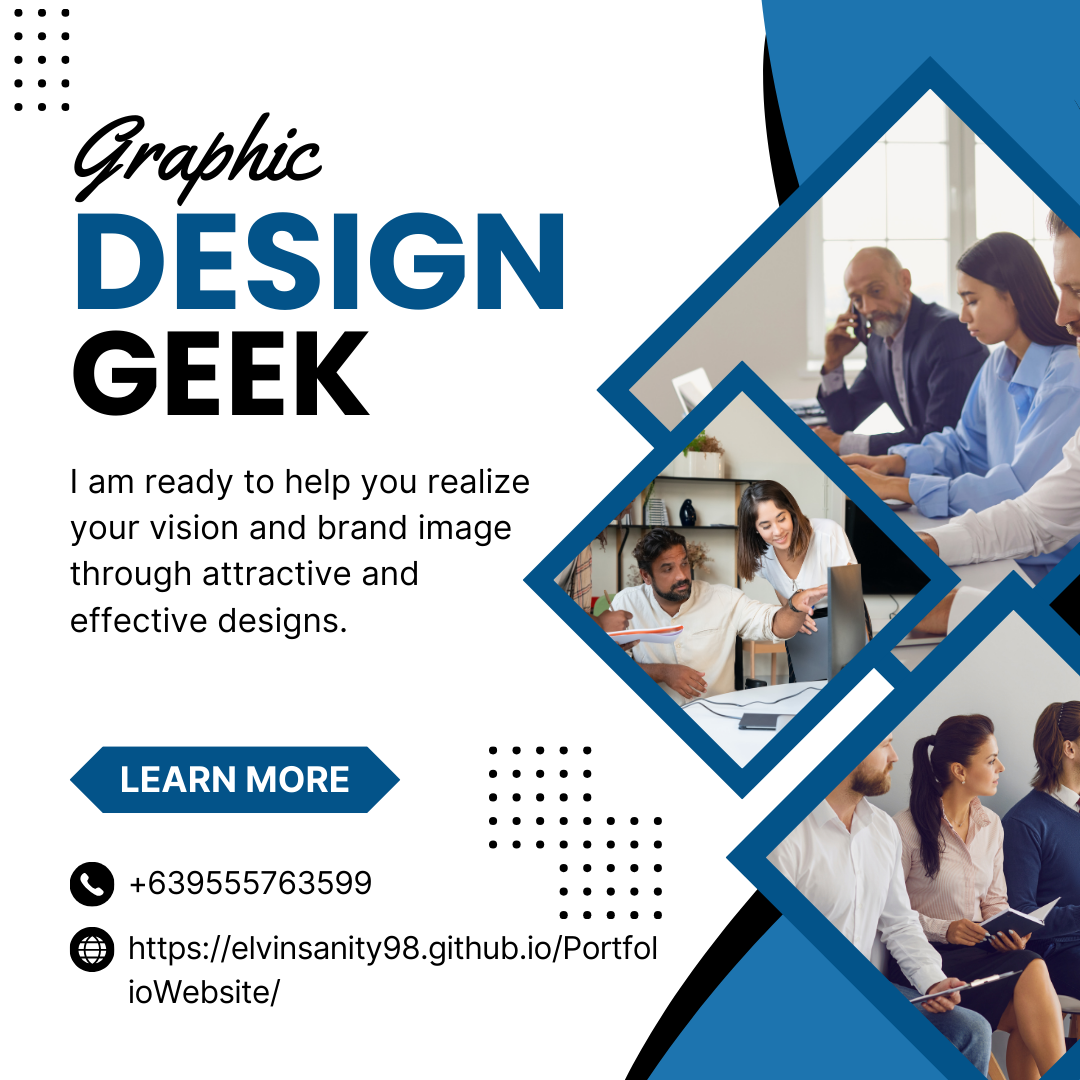 Graphic
DESIGN
GEEK
I am ready to help you realize
your vision and brand image
through attractive and
effective designs.
LEARN MORE
+639555763599
https://elvinsanity98.github.io/Portfol
ioWebsite/